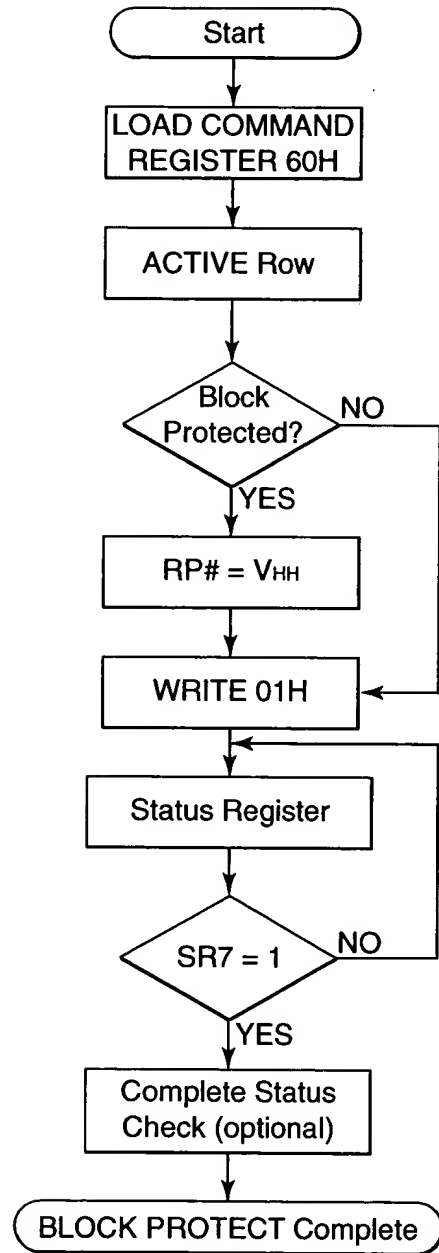 Start
LOAD COMMAND
REGISTER 60H
ACTIVE Row
Block
Protected?
NO
YES
RP# = VHH
WRITE 01H
Status Register
SR7 = 1
NO
YES
Complete Status
Check (optional)
BLOCK PROTECT Complete